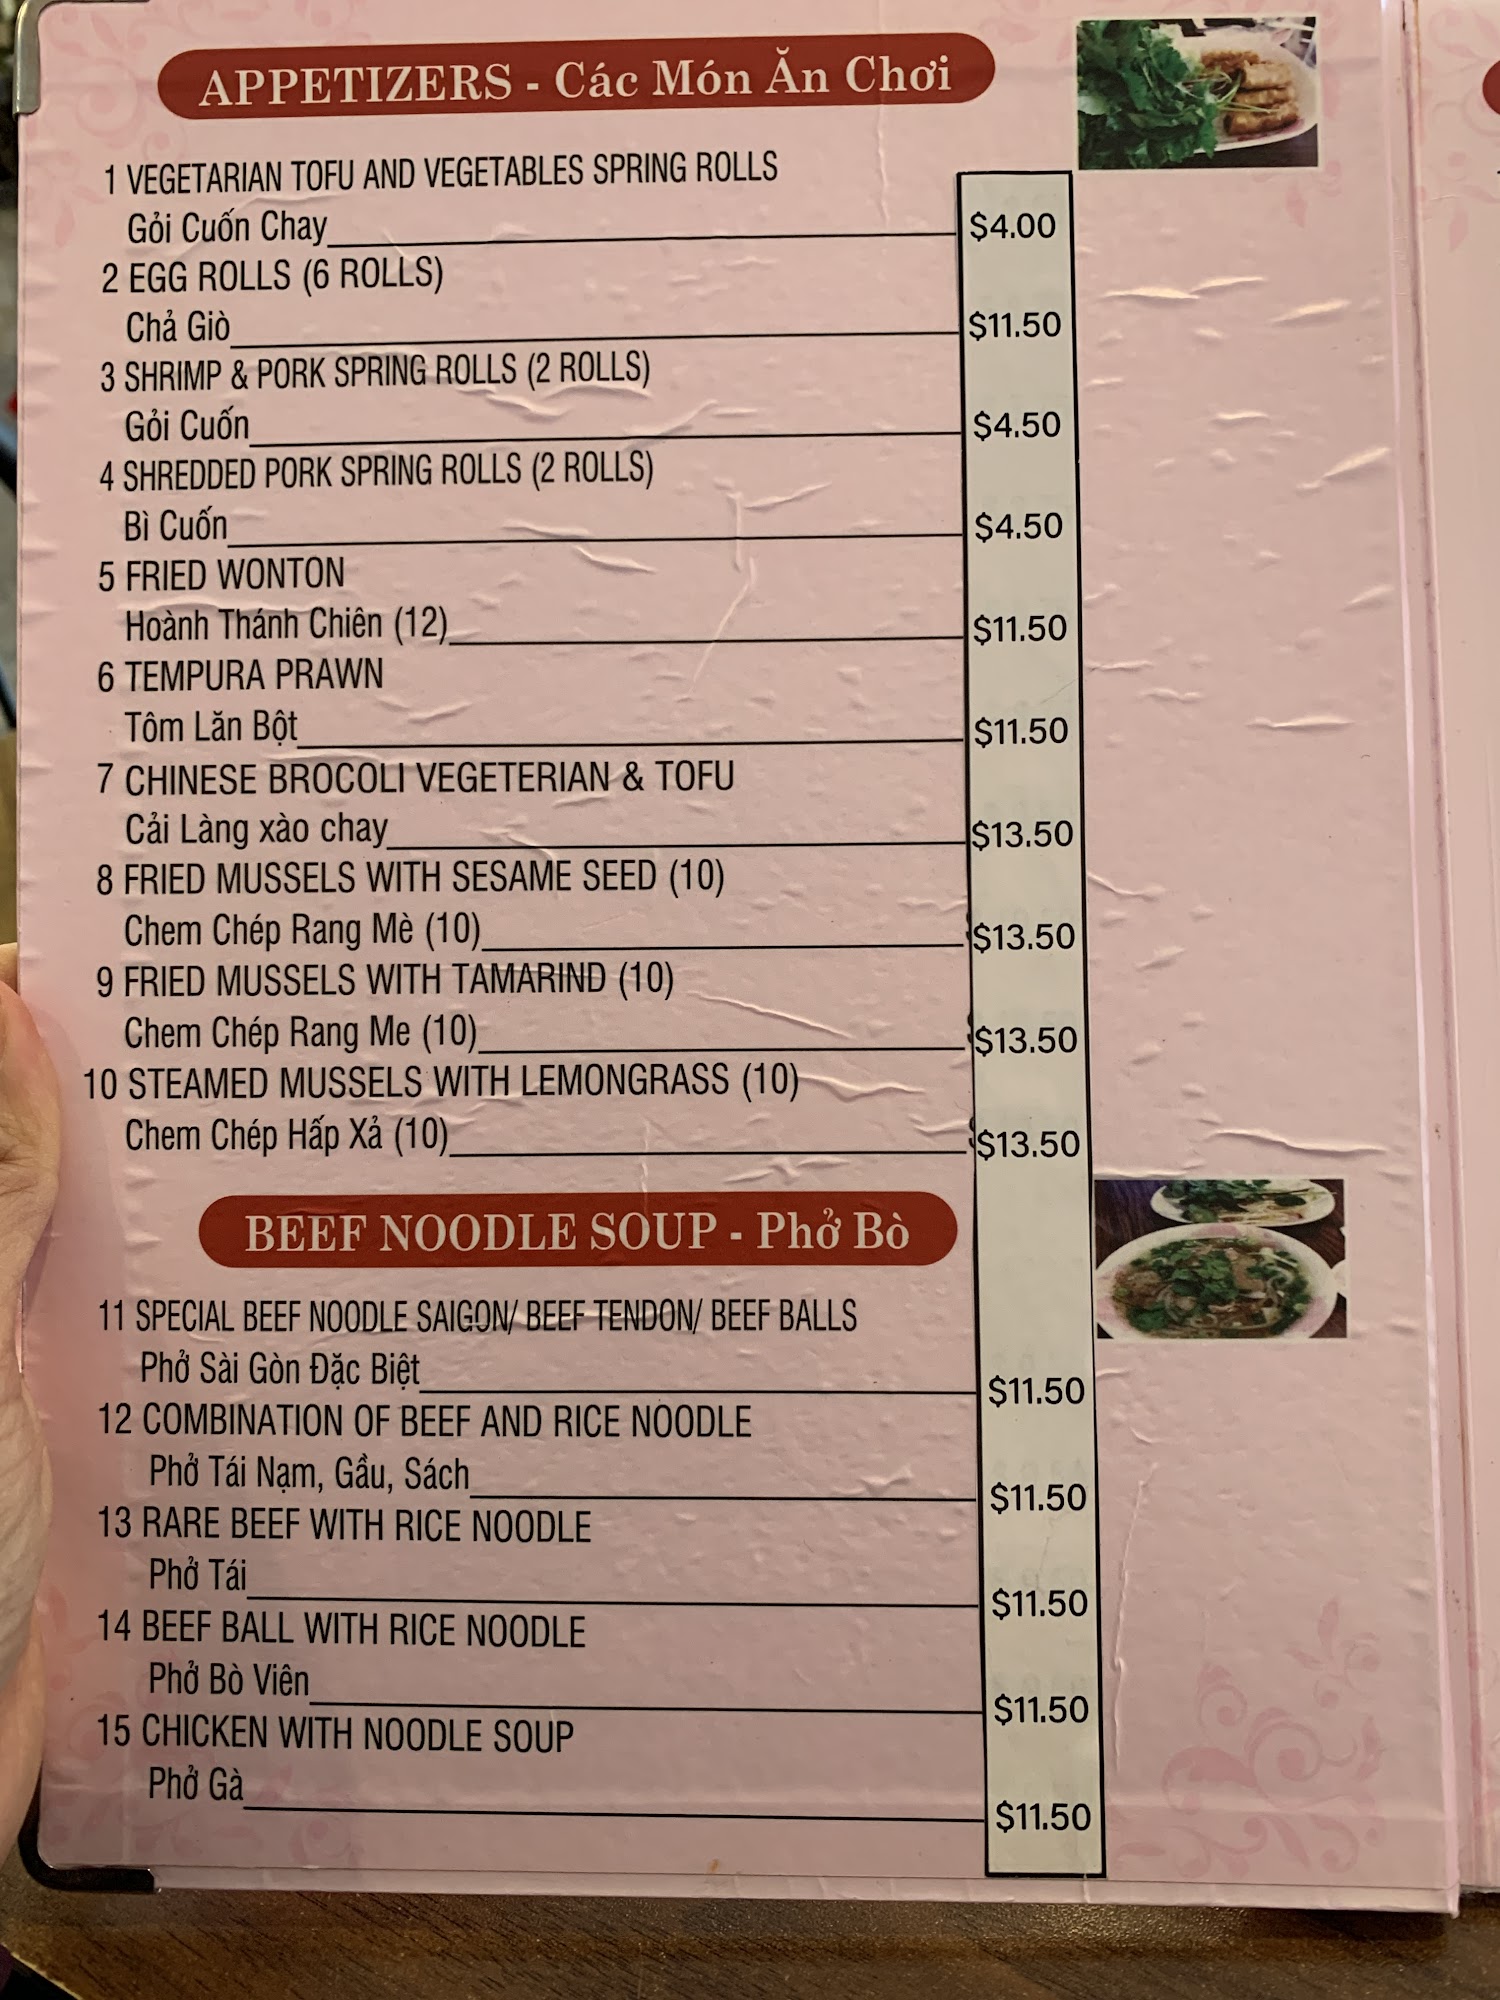 APPETIZERS - Các Món Ăn Chơi
1 VEGETARIAN TOFU AND VEGETABLES SPRING ROLLS
Gỏi Cuốn Chay $4.00
2 EGG ROLLS (6 ROLLS)
Chả Giò $11.50
3 SHRIMP & PORK SPRING ROLLS (2 ROLLS)
Gỏi Cuốn $4.50
4 SHREDDED PORK SPRING ROLLS (2 ROLLS)
Bì Cuốn $4.50
5 FRIED WONTON
Hoành Thánh Chiên (12) $11.50
6 TEMPURA PRAWN
Tôm Lăn Bột $11.50
7 CHINESE BROCOLI VEGETERIAN & TOFU
Cải Làng xào chay $13.50
8 FRIED MUSSELS WITH SESAME SEED (10)
Chem Chép Rang Mè (10) $13.50
9 FRIED MUSSELS WITH TAMARIND (10)
Chem Chép Rang Me (10) $13.50
10 STEAMED MUSSELS WITH LEMONGRASS (10)
Chem Chép Hấp Xả (10) $13.50
BEEF NOODLE SOUP - Phở Bò
11 SPECIAL BEEF NOODLE SAIGON/ BEEF TENDON/ BEEF BALLS
Phở Sài Gòn Đặc Biệt $11.50
12 COMBINATION OF BEEF AND RICE NOODLE
Phở Tái Nạm, Gầu, Sách $11.50
13 RARE BEEF WITH RICE NOODLE
Phở Tái $11.50
14 BEEF BALL WITH RICE NOODLE
Phở Bò Viên $11.50
15 CHICKEN WITH NOODLE SOUP
Phở Gà $11.50